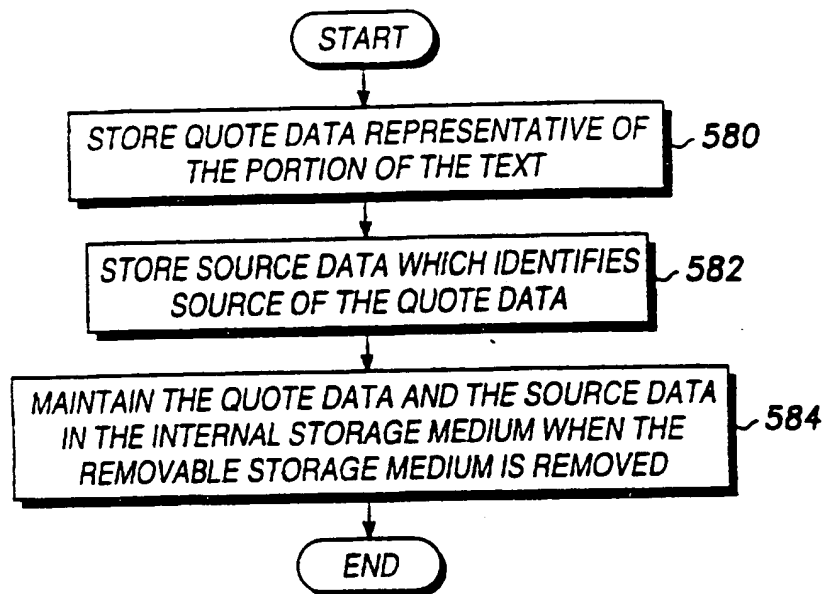 START
STORE QUOTE DATA REPRESENTATIVE OF
THE PORTION OF THE TEXT
580
STORE SOURCE DATA WHICH IDENTIFIES
SOURCE OF THE QUOTE DATA
582
MAINTAIN THE QUOTE DATA AND THE SOURCE DATA
IN THE INTERNAL STORAGE MEDIUM WHEN THE
REMOVABLE STORAGE MEDIUM IS REMOVED
584
END